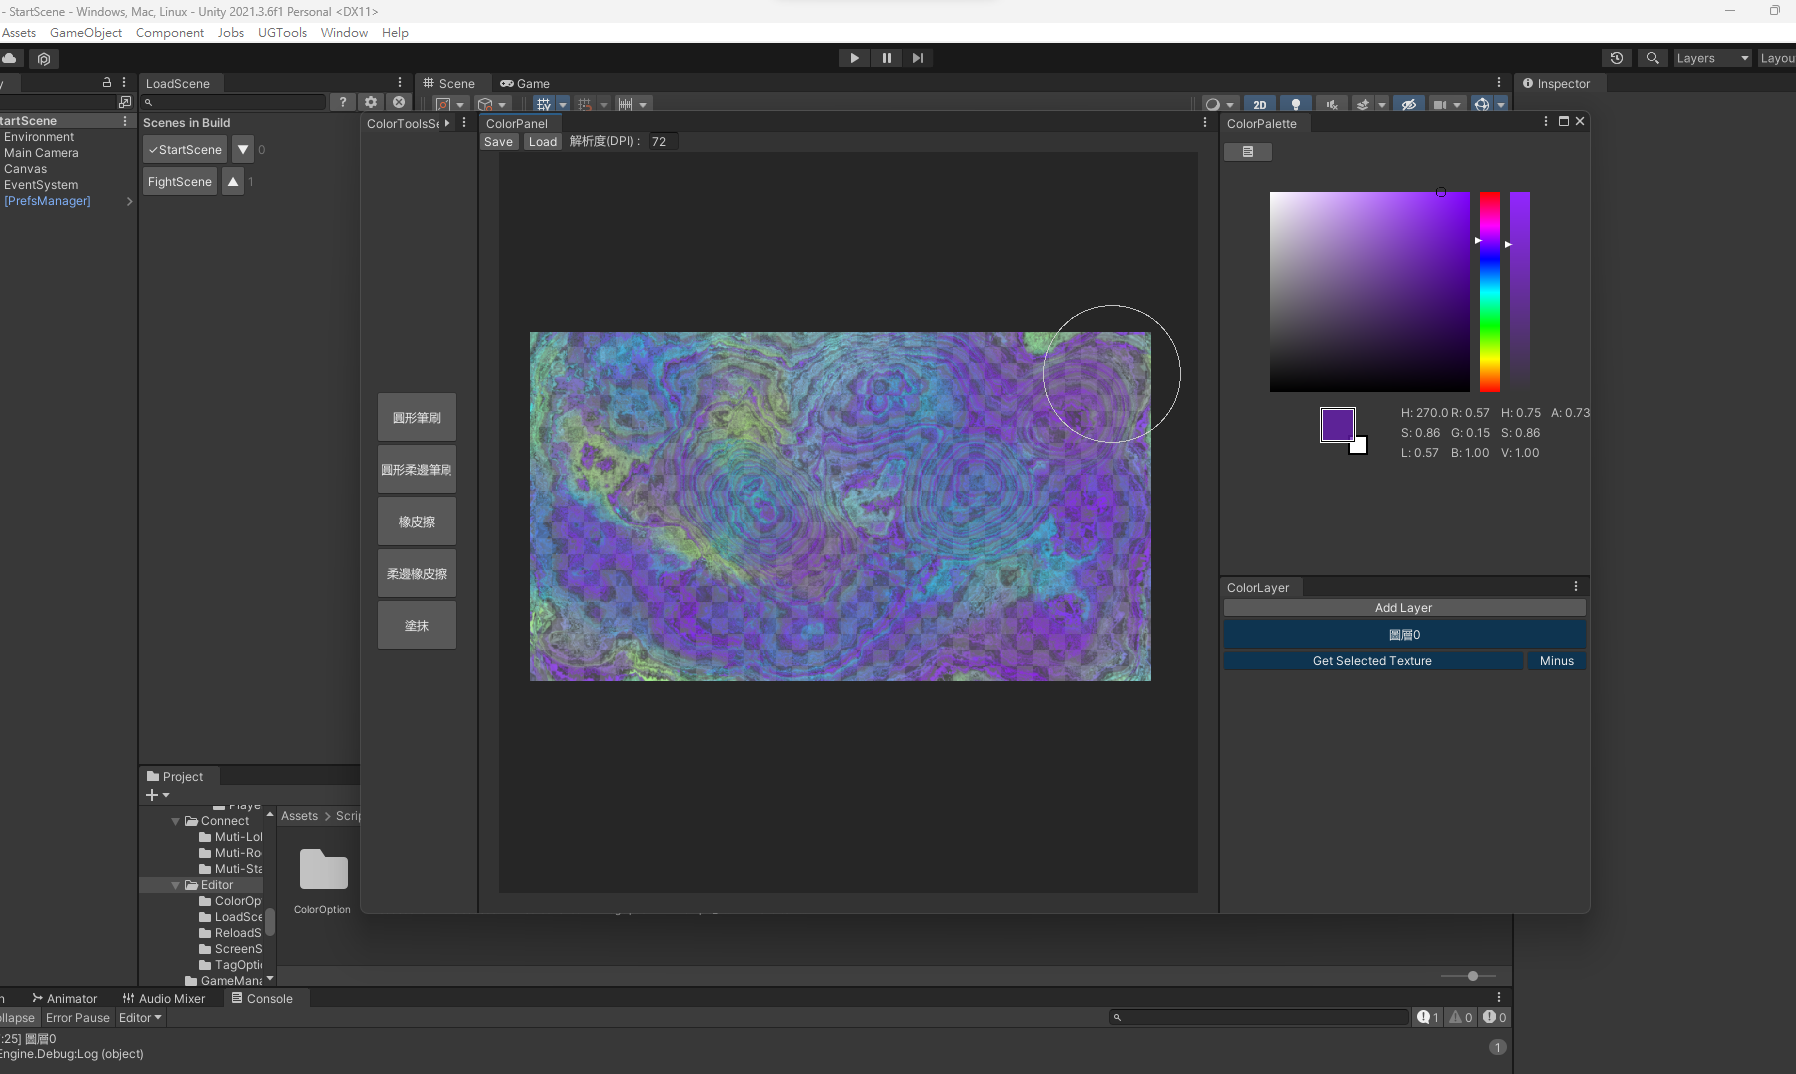 - StartScene - Windows, Mac, Linux - Unity 2021.3.6f1 Personal <DX11>
Assets GameObject Component Jobs UGTools Window Help
Layers
Layou
LoadScene
Scene
Game
Inspector
2D
tartScene
Environment
Main Camera
Canvas
EventSystem
[PrefsManager]
Scenes in Build
✓StartScene ▼ 0
FightScene ▲ 1
ColorToolsSe
圓形筆刷
圓形柔邊筆刷
橡皮擦
柔邊橡皮擦
塗抹
ColorPanel
Save Load 解析度(DPI) : 72
ColorPalette
H: 270.0 R: 0.57 H: 0.75 A: 0.73
S: 0.86 G: 0.15 S: 0.86
L: 0.57 B: 1.00 V: 1.00
ColorLayer
Add Layer
圖層0
Get Selected Texture Minus
Project
Playe
Connect
Muti-Lol
Muti-Ro
Muti-Sta
Editor
ColorOp
LoadSce
ReloadS
ScreenS
TagOpti
GameMana
Assets > Scrip
ColorOption
n Animator Audio Mixer Console
ollapse Error Pause Editor
1 0 0
:25] 圖層0
Engine.Debug:Log (object)
1